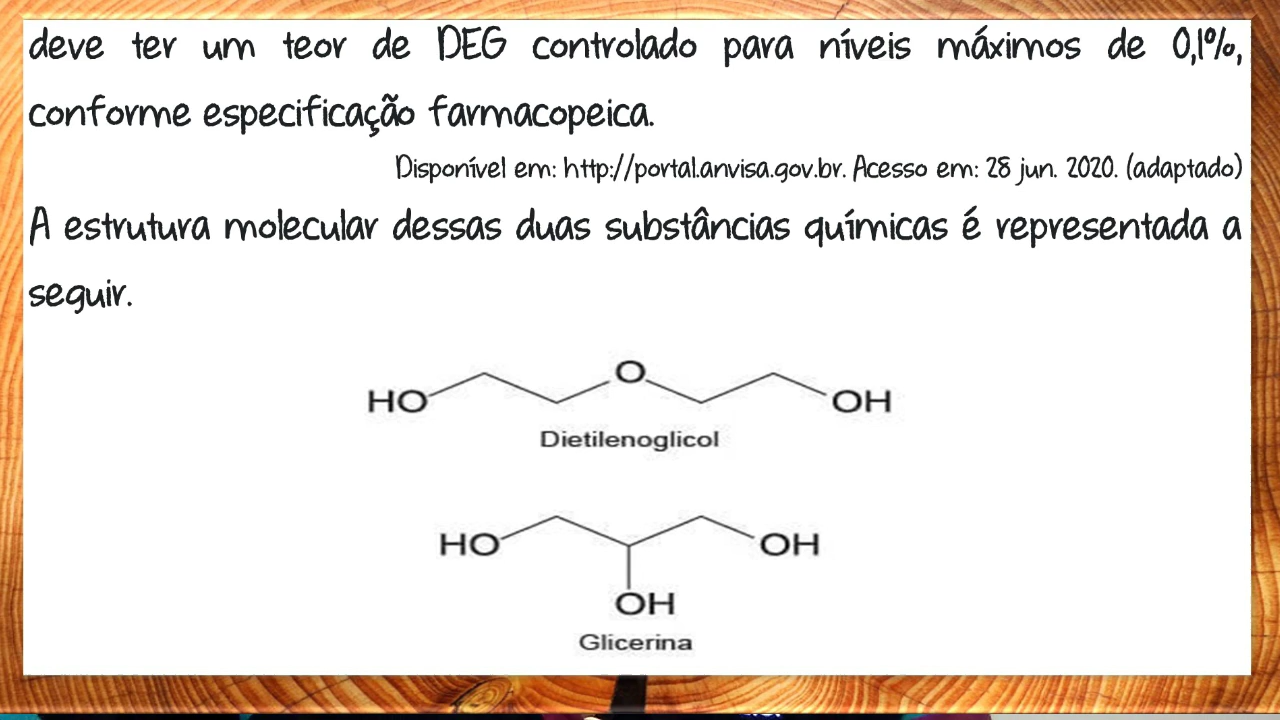 deve ter um teor de DEG controlado para níveis máximos de 0,1%,
conforme especificação farmacopeica.
Disponível em: http://portal.anvisa.gov.br. Acesso em: 28 jun. 2020. (adaptado)
A estrutura molecular dessas duas substâncias químicas é representada a
seguir.
HO O OH
Dietilenoglicol
HO OH
OH
Glicerina